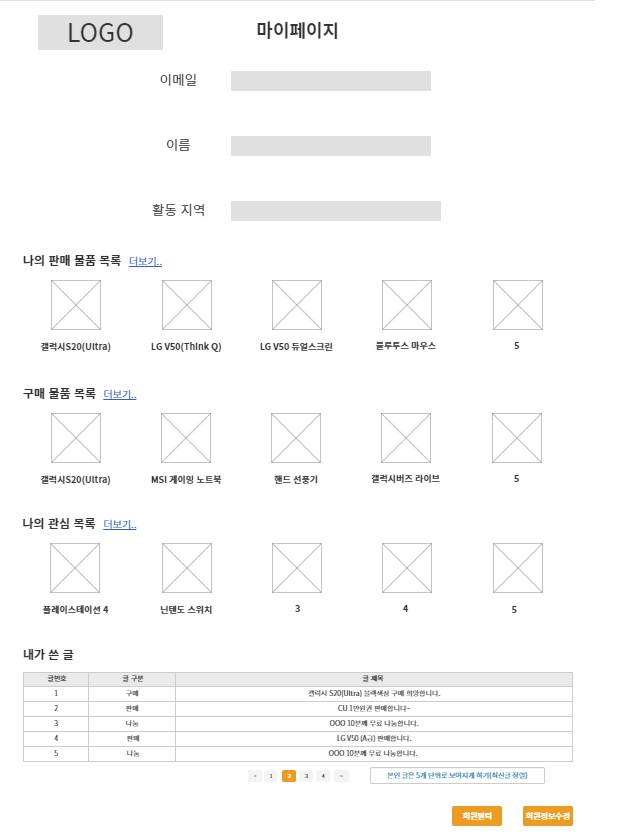 LOGO
마이페이지
이메일
이름
활동 지역
나의 판매 물품 목록 더보기..
갤럭시S20(Ultra) LG V50(Think Q) LG V50 듀얼스크린 블루투스 마우스 5
구매 물품 목록 더보기..
갤럭시S20(Ultra) MSI 게이밍 노트북 핸드 선풍기 갤럭시버즈 라이브 5
나의 관심 목록 더보기..
플레이스테이션 4 닌텐도 스위치 3 4 5
내가 쓴 글
글번호 글 구분 글 제목
1 구매 갤럭시 S20(Ultra) 블랙색상 구매 희망합니다.
2 판매 CU 1만원권 판매합니다~
3 나눔 OOO 10분께 무료 나눔합니다.
4 판매 LG V50 (A급) 판매합니다.
5 나눔 OOO 10분께 무료 나눔합니다.
1 2 3 4
본인 글은 5개 단위로 보여지게 하기(최신글 정렬)
회원탈퇴 회원정보수정